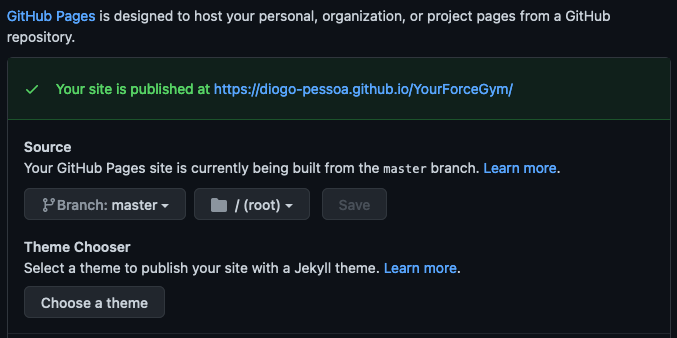 GitHub Pages is designed to host your personal, organization, or project pages from a GitHub
repository.
Your site is published at https://diogo-pessoa.github.io/YourForceGym/
Source
Your GitHub Pages site is currently being built from the master branch. Learn more.
Branch: master / (root) Save
Theme Chooser
Select a theme to publish your site with a Jekyll theme. Learn more.
Choose a theme